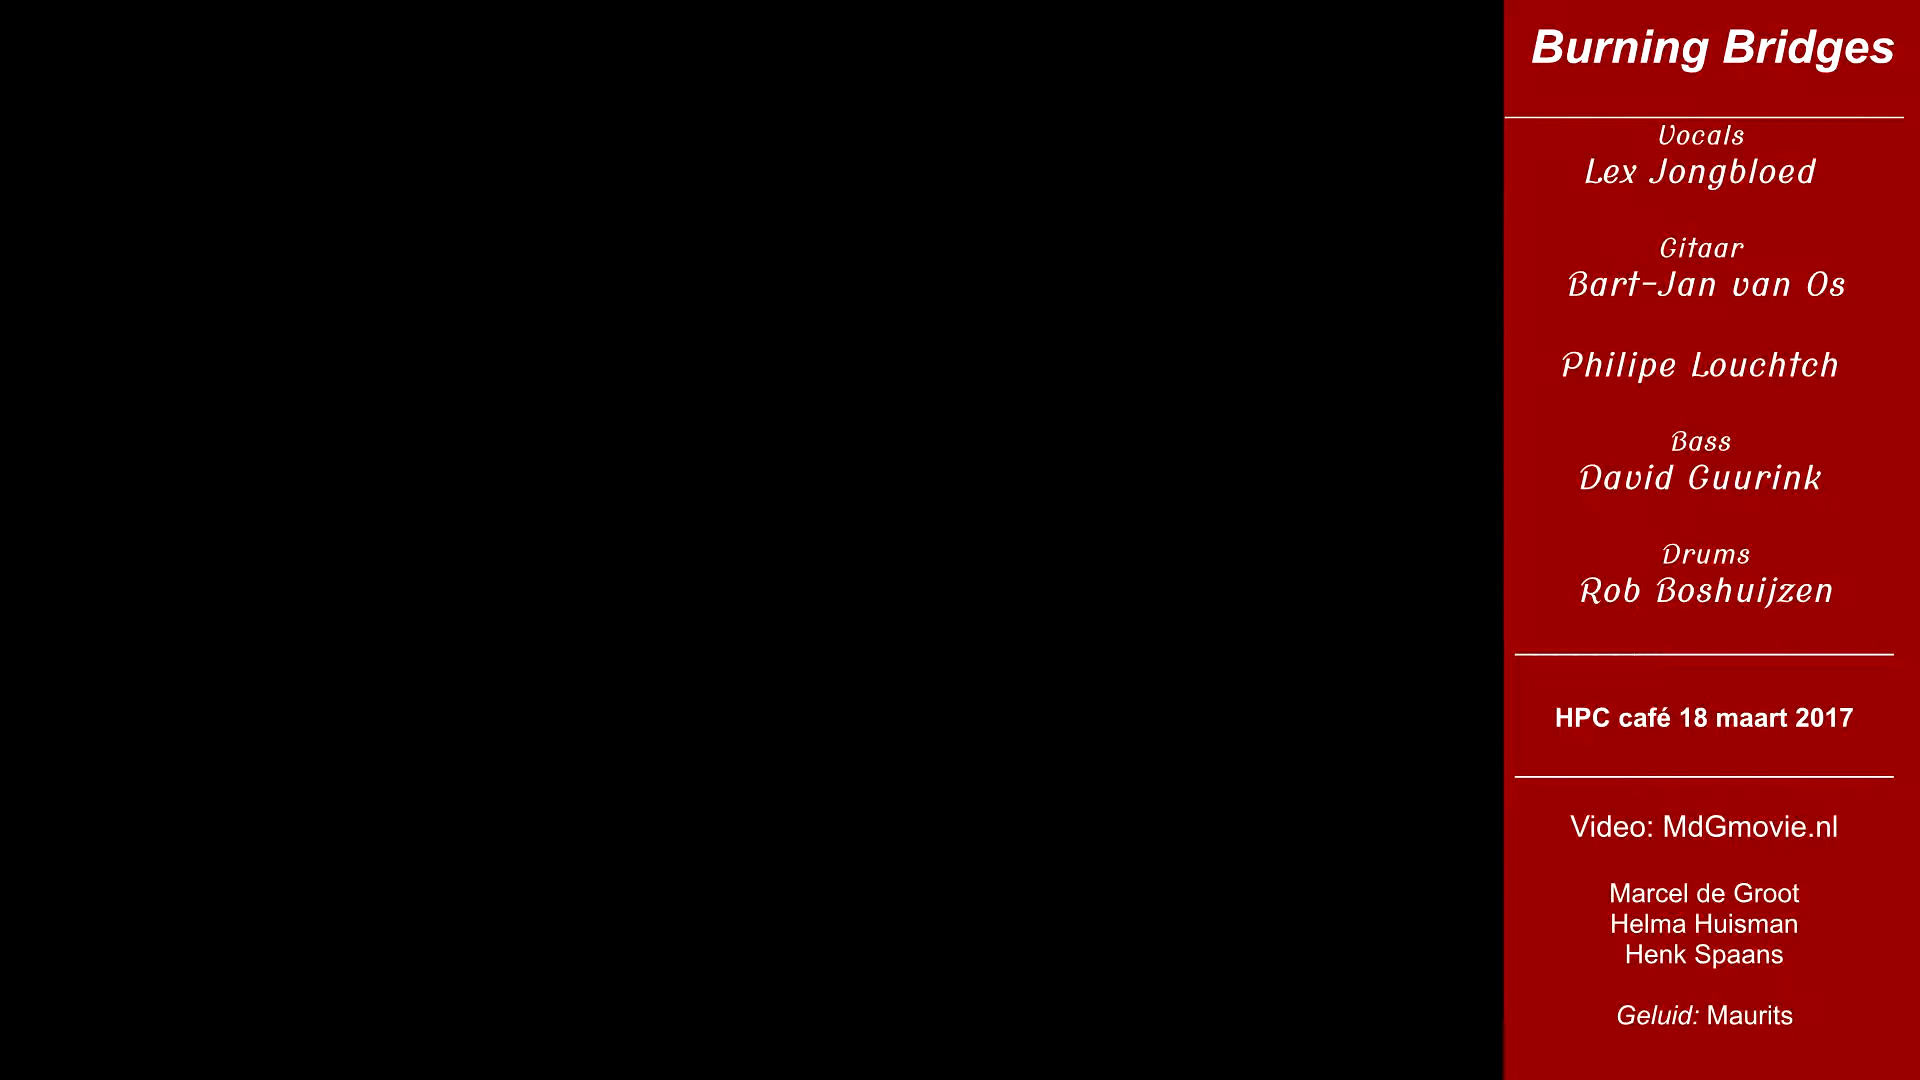 Burning Bridges
Vocals
Lex Jongbloed
Gitaar
Bart-Jan van Os
Philipe Louchtch
Bass
David Guurink
Drums
Rob Boshuijzen
HPC café 18 maart 2017
Video: MdGmovie.nl
Marcel de Groot
Helma Huisman
Henk Spaans
Geluid: Maurits